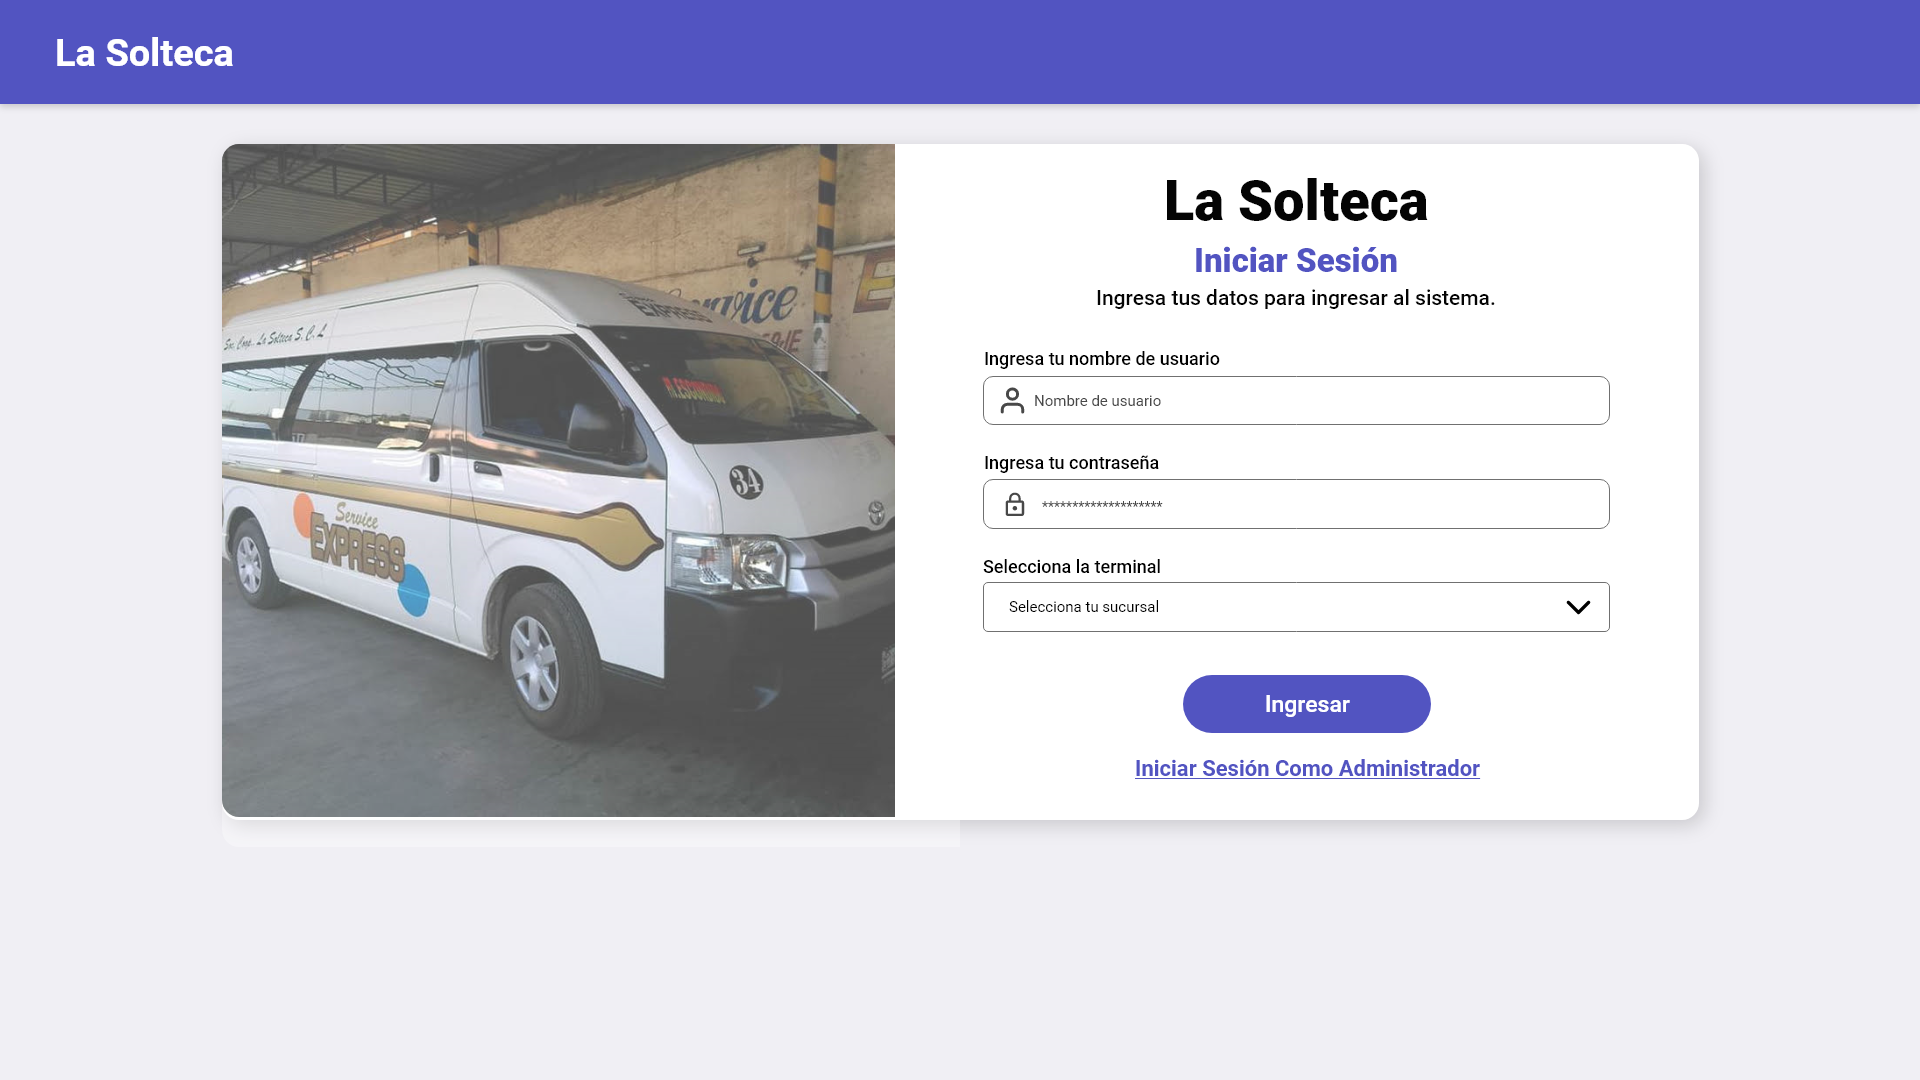 La Solteca
Soc. Coop. La Solteca S. C. L
EXPRESS
Service
34
Service
EXPRESS
La Solteca
Iniciar Sesión
Ingresa tus datos para ingresar al sistema.
Ingresa tu nombre de usuario
Nombre de usuario
Ingresa tu contraseña
********************
Selecciona la terminal
Selecciona tu sucursal
Ingresar
Iniciar Sesión Como Administrador